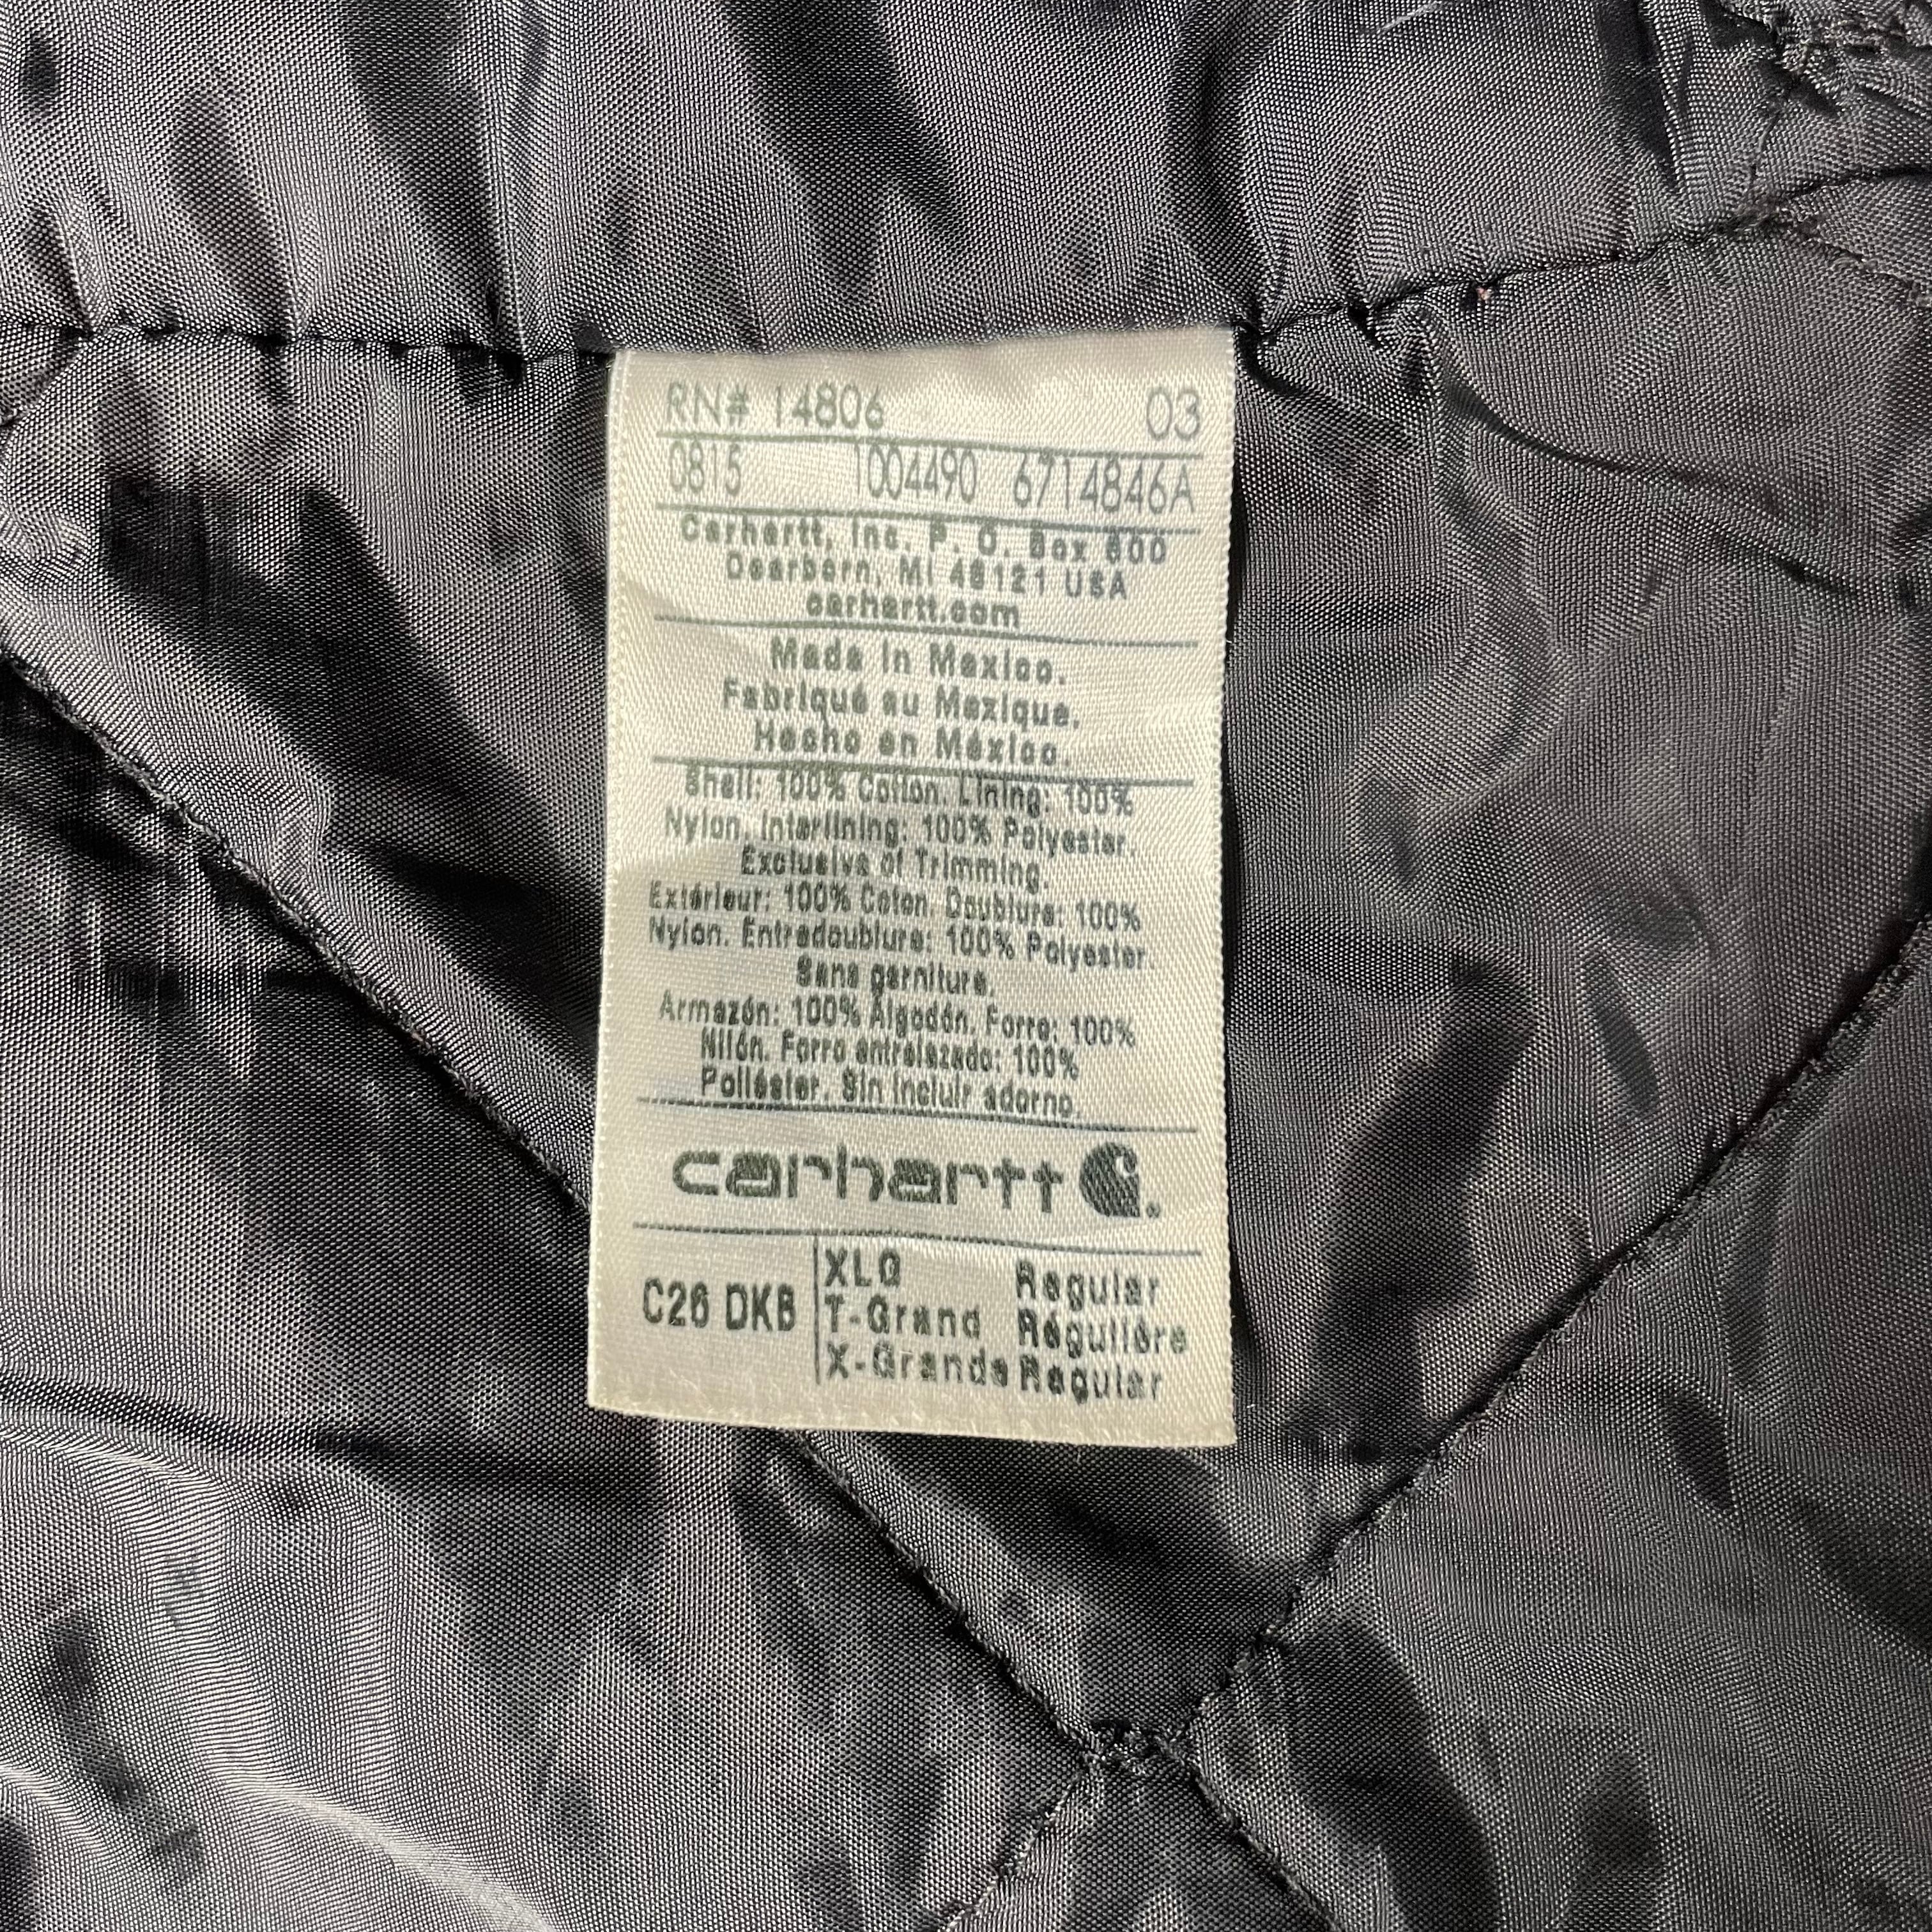 RN# 14806 03
0815 1004490 6714846A
Carhartt, Inc. P. O. Box 600
Dearborn, MI 48121 USA
carhartt.com
Made in Mexico.
Fabriqué au Mexique.
Hecho en México.
Shell: 100% Cotton. Lining: 100%
Nylon. Interlining: 100% Polyester.
Exclusive of Trimming.
Extérieur: 100% Coton. Doublure: 100%
Nylon. Entredoublure: 100% Polyester.
Sans garniture.
Armazón: 100% Algodón. Forro: 100%
Nilón. Forro entrelazado: 100%
Poliéster. Sin incluir adorno.
carhartt
C26 DKB
XLG Regular
T-Grand Régulière
X-Grande Regular